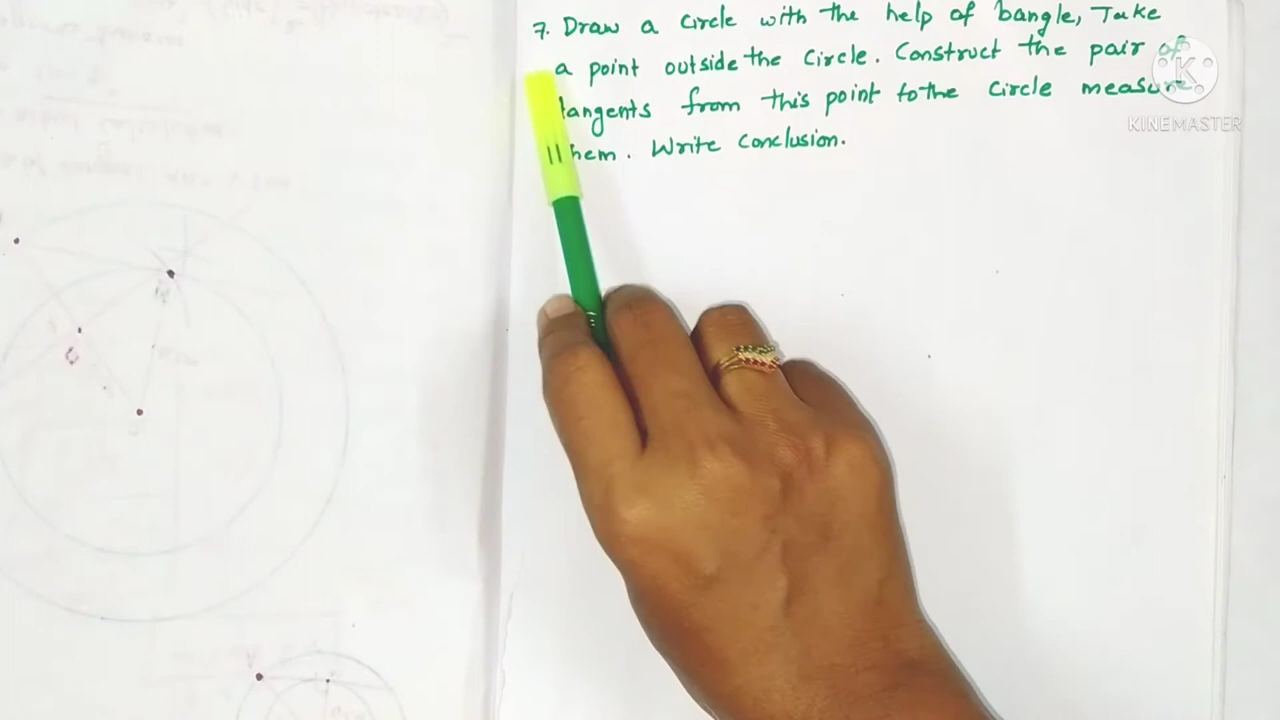 7. Draw a circle with the help of bangle, Take
a point outside the circle. Construct the pair of
tangents from this point to the circle measure
them. Write conclusion.
KINEMASTER